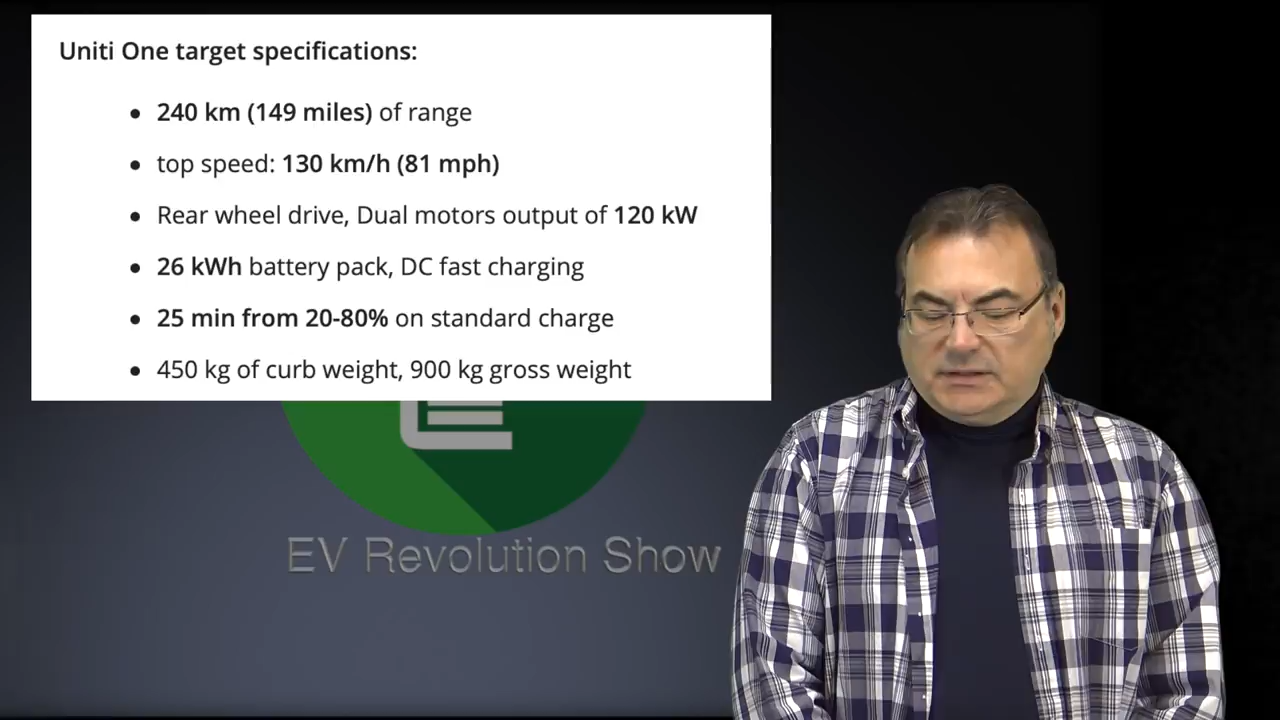 Uniti One target specifications:
• 240 km (149 miles) of range
• top speed: 130 km/h (81 mph)
• Rear wheel drive, Dual motors output of 120 kW
• 26 kWh battery pack, DC fast charging
• 25 min from 20-80% on standard charge
• 450 kg of curb weight, 900 kg gross weight
EV Revolution Show